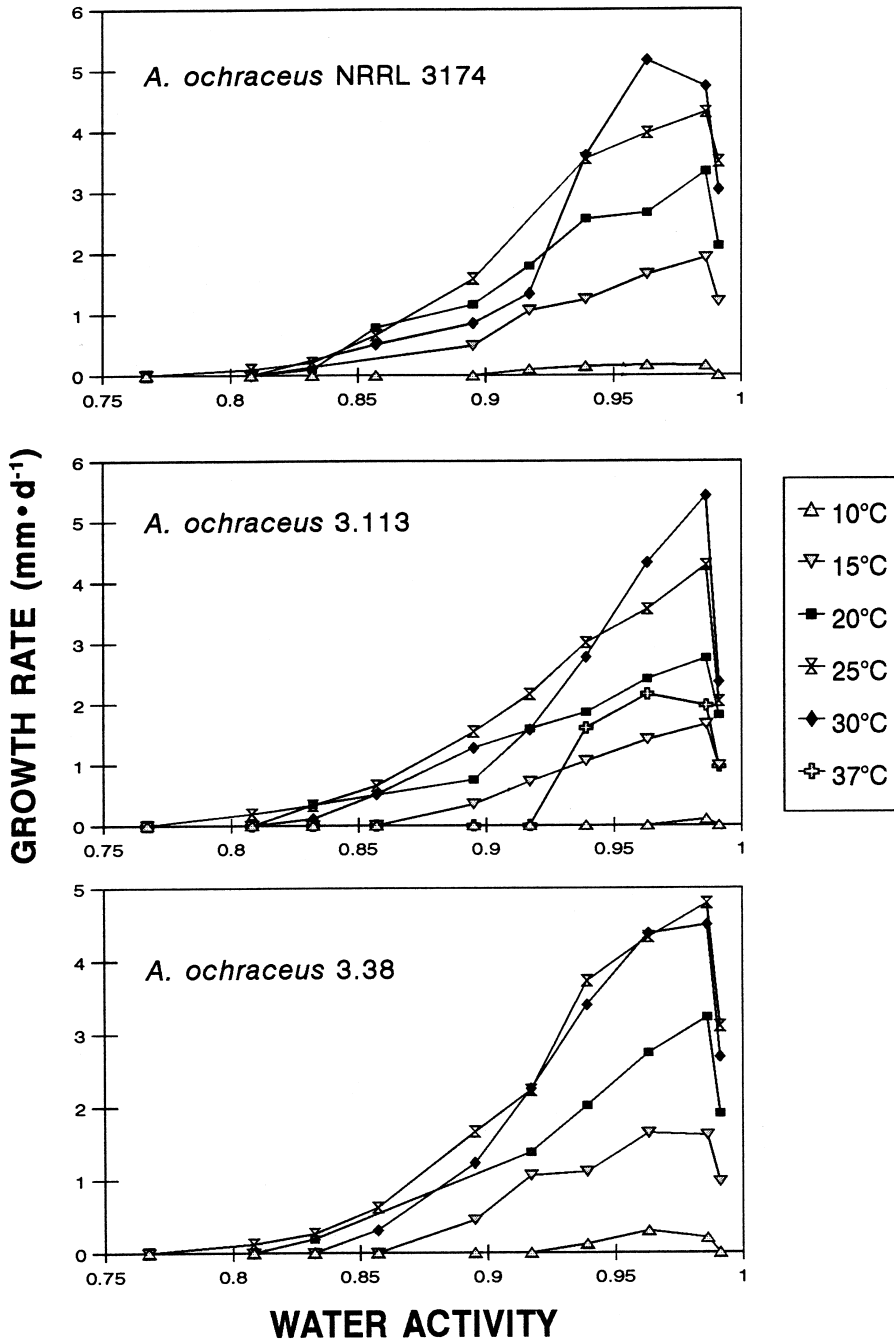 6
5
4
3
2
1
0
A. ochraceus NRRL 3174
0.75 0.8 0.85 0.9 0.95 1
GROWTH RATE (mm•d-1)
6
5
4
3
2
1
0
A. ochraceus 3.113
0.75 0.8 0.85 0.9 0.95 1
10°C
15°C
20°C
25°C
30°C
37°C
5
4
3
2
1
0
A. ochraceus 3.38
0.75 0.8 0.85 0.9 0.95 1
WATER ACTIVITY